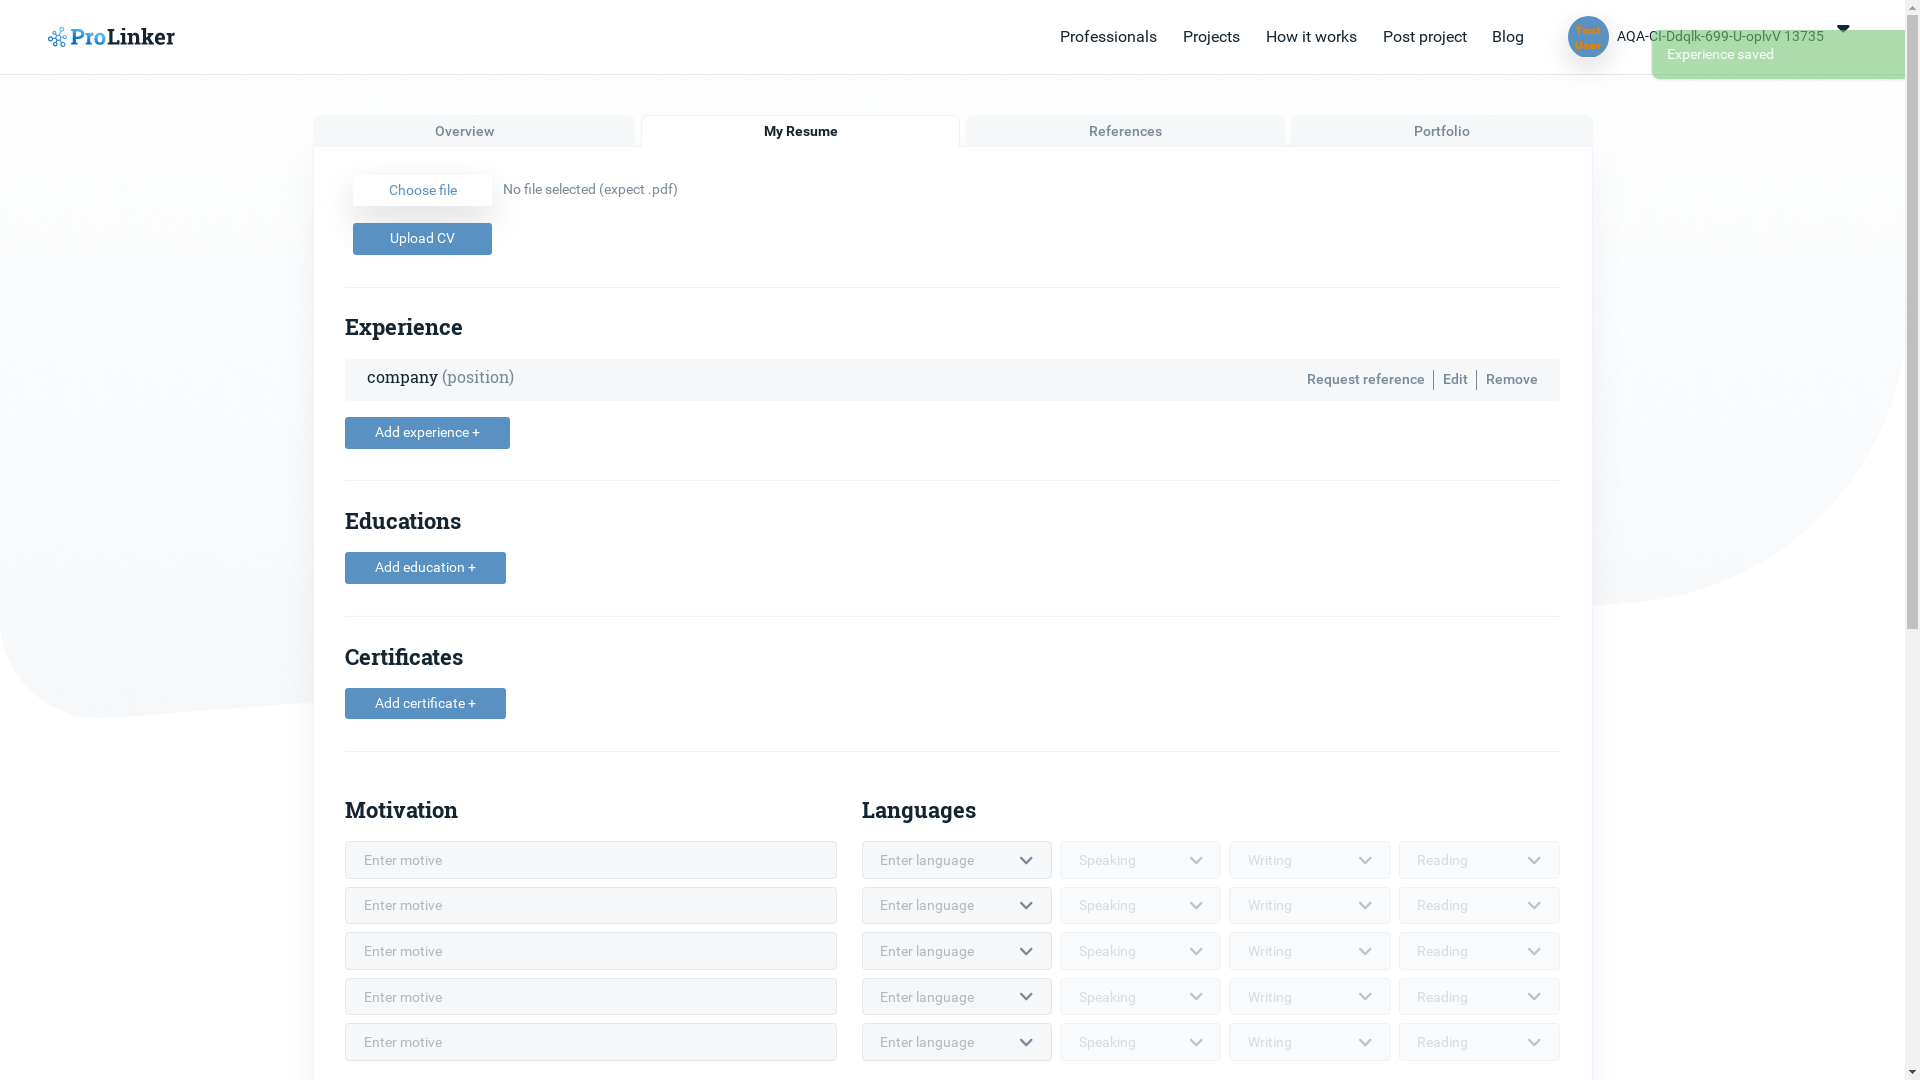 ProLinker
Professionals Projects How it works Post project Blog
Test User
AQA-CI-Ddqlk-699-U-oplvV 13735
Experience saved
Overview My Resume References Portfolio
Choose file No file selected (expect .pdf)
Upload CV
Experience
company (position) Request reference Edit Remove
Add experience +
Educations
Add education +
Certificates
Add certificate +
Motivation Languages
Enter motive Enter language Speaking Writing Reading
Enter motive Enter language Speaking Writing Reading
Enter motive Enter language Speaking Writing Reading
Enter motive Enter language Speaking Writing Reading
Enter motive Enter language Speaking Writing Reading